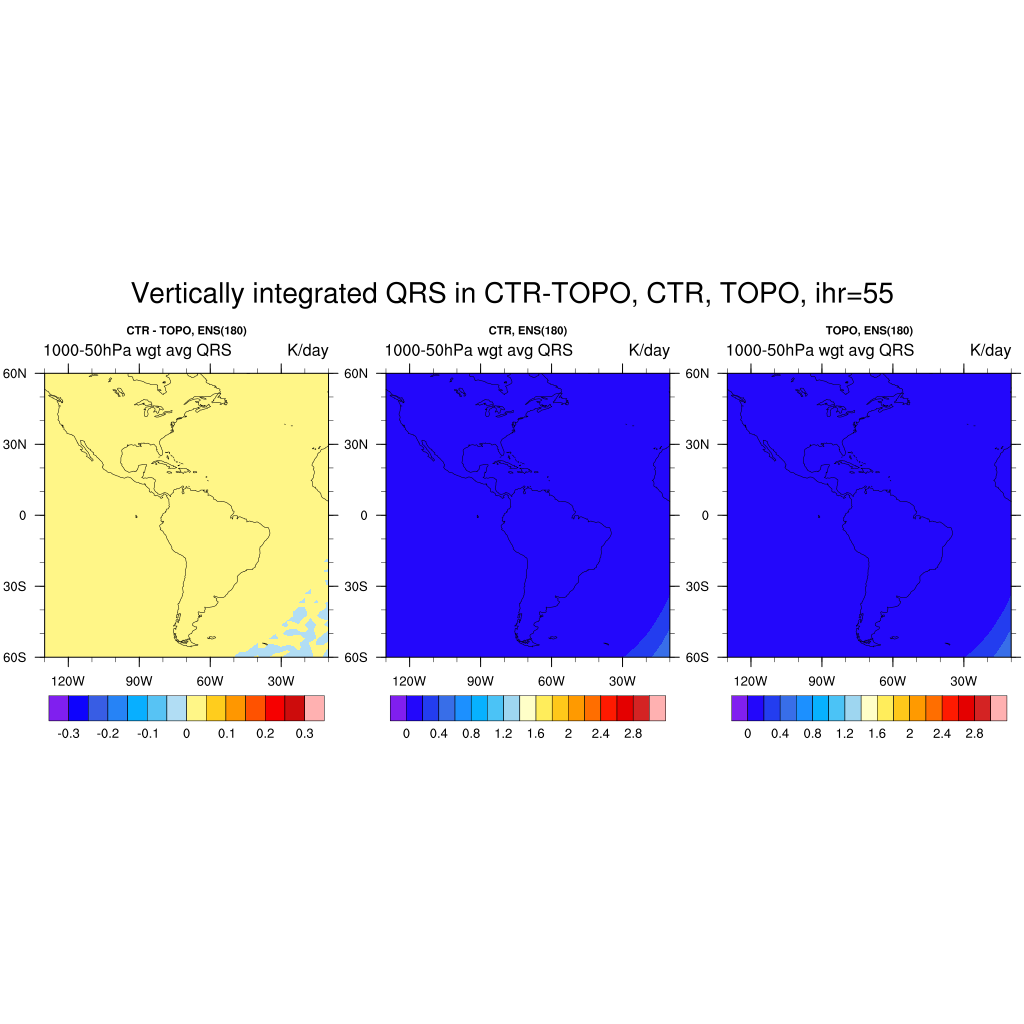 Vertically integrated QRS in CTR-TOPO, CTR, TOPO, ihr=55
CTR - TOPO, ENS(180)
1000-50hPa wgt avg QRS K/day
60N
30N
0
30S
60S
120W 90W 60W 30W
-0.3 -0.2 -0.1 0 0.1 0.2 0.3
CTR, ENS(180)
1000-50hPa wgt avg QRS K/day
60N
30N
0
30S
60S
120W 90W 60W 30W
0 0.4 0.8 1.2 1.6 2 2.4 2.8
TOPO, ENS(180)
1000-50hPa wgt avg QRS K/day
60N
30N
0
30S
60S
120W 90W 60W 30W
0 0.4 0.8 1.2 1.6 2 2.4 2.8